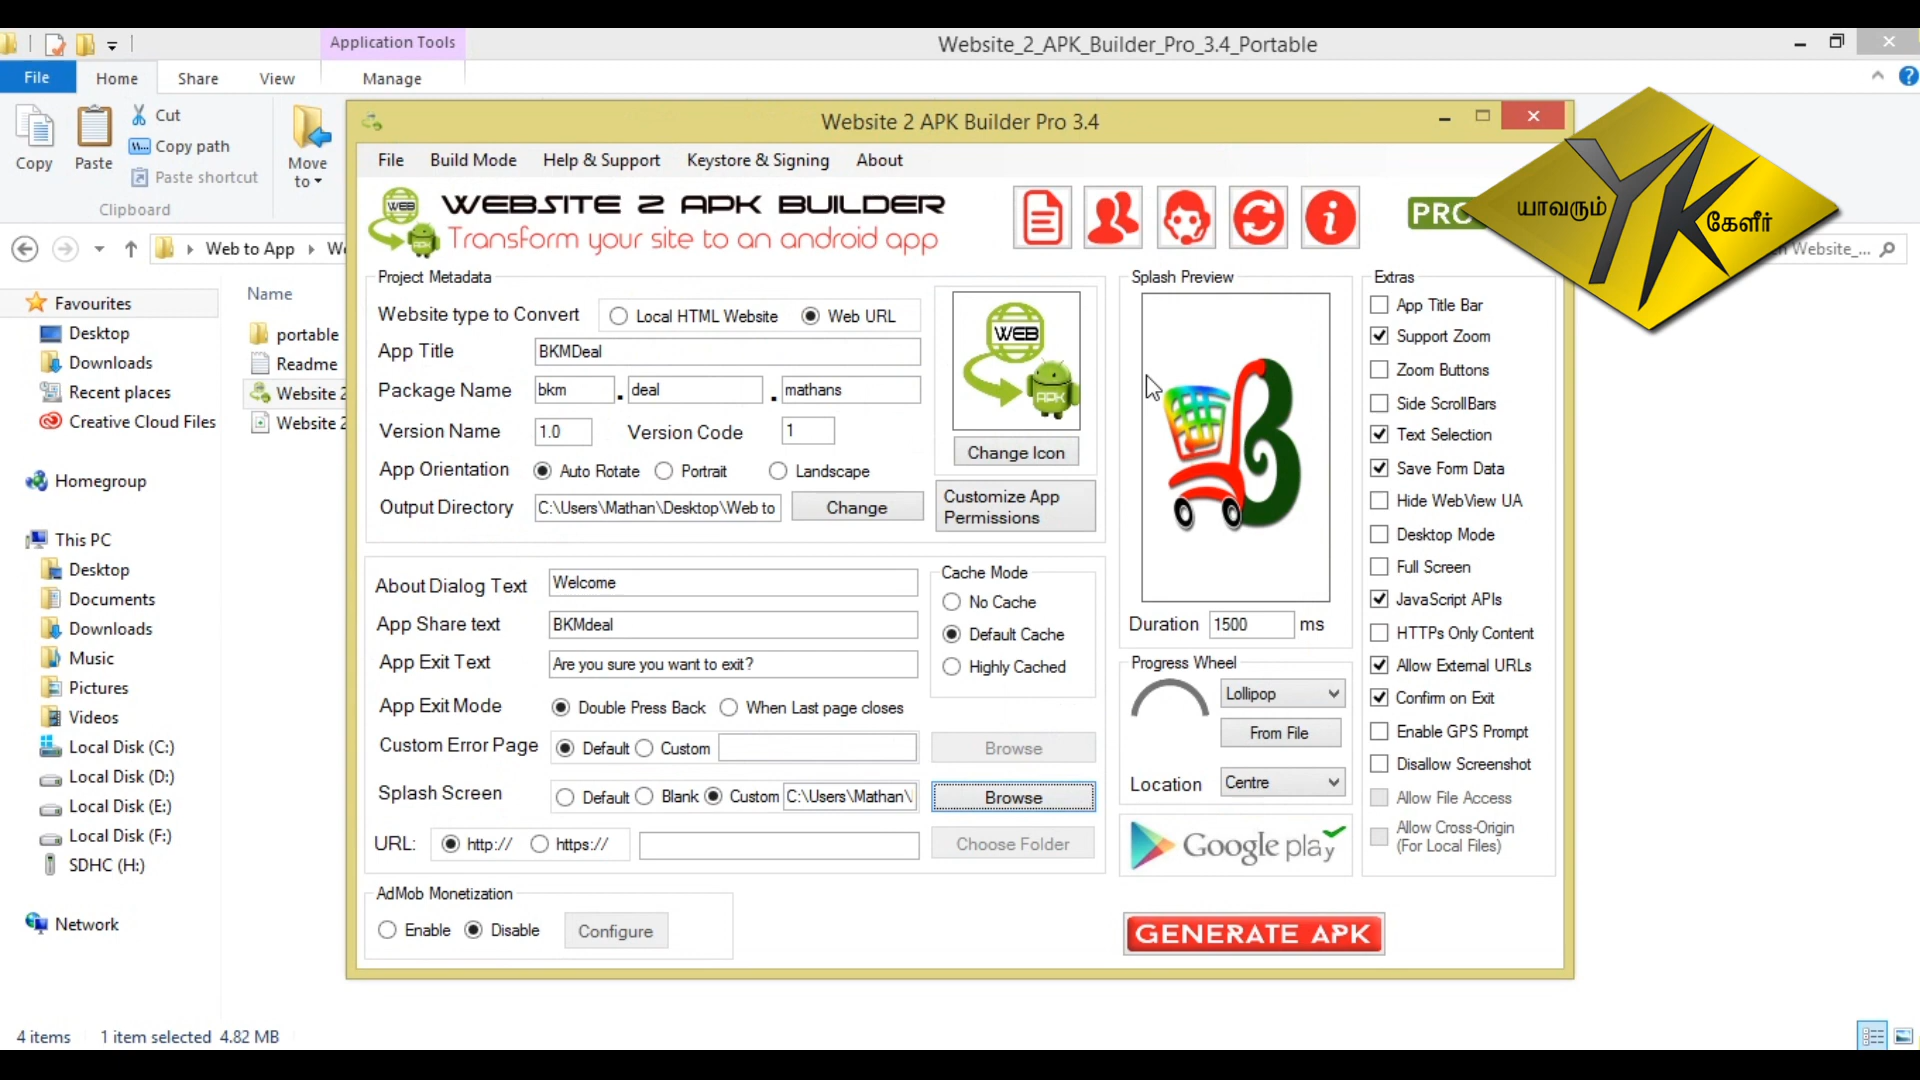 Application Tools
Website_2_APK_Builder_Pro_3.4_Portable
File
Home
Share
View
Manage
Copy
Paste
Cut
Copy path
Paste shortcut
Move to
Clipboard
Web to App
Website_...
Favourites
Desktop
Downloads
Recent places
Creative Cloud Files
Homegroup
This PC
Desktop
Documents
Downloads
Music
Pictures
Videos
Local Disk (C:)
Local Disk (D:)
Local Disk (E:)
Local Disk (F:)
SDHC (H:)
Network
Name
portable
Readme
Website 2
Website 2
Website 2 APK Builder Pro 3.4
File
Build Mode
Help & Support
Keystore & Signing
About
WEB
APK
WEBSITE 2 APK BUILDER
Transform your site to an android app
PRO
யாவரும்
YK
கேளீர்
Project Metadata
Website type to Convert
Local HTML Website
Web URL
App Title
BKMDeal
Package Name
bkm . deal . mathans
Version Name
1.0
Version Code
1
App Orientation
Auto Rotate
Portrait
Landscape
Output Directory
C:\Users\Mathan\Desktop\Web to
Change
WEB
APK
Change Icon
Customize App
Permissions
About Dialog Text
Welcome
App Share text
BKMdeal
App Exit Text
Are you sure you want to exit?
App Exit Mode
Double Press Back
When Last page closes
Custom Error Page
Default
Custom
Browse
Splash Screen
Default
Blank
Custom
C:\Users\Mathan\
Browse
URL:
http://
https://
Choose Folder
Cache Mode
No Cache
Default Cache
Highly Cached
AdMob Monetization
Enable
Disable
Configure
Splash Preview
B
Duration
1500
ms
Progress Wheel
Lollipop
From File
Location
Centre
Google play
GENERATE APK
Extras
App Title Bar
Support Zoom
Zoom Buttons
Side ScrollBars
Text Selection
Save Form Data
Hide WebView UA
Desktop Mode
Full Screen
JavaScript APIs
HTTPs Only Content
Allow External URLs
Confirm on Exit
Enable GPS Prompt
Disallow Screenshot
Allow File Access
Allow Cross-Origin
(For Local Files)
4 items
1 item selected 4.82 MB